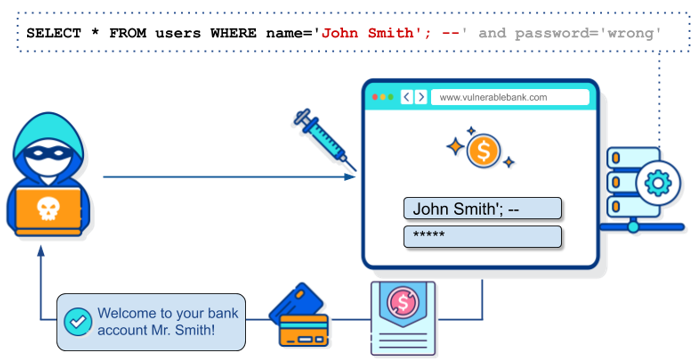 SELECT * FROM users WHERE name='John Smith'; --' and password='wrong'
www.vulnerablebank.com
$
John Smith'; --
*****
$
Welcome to your bank
account Mr. Smith!